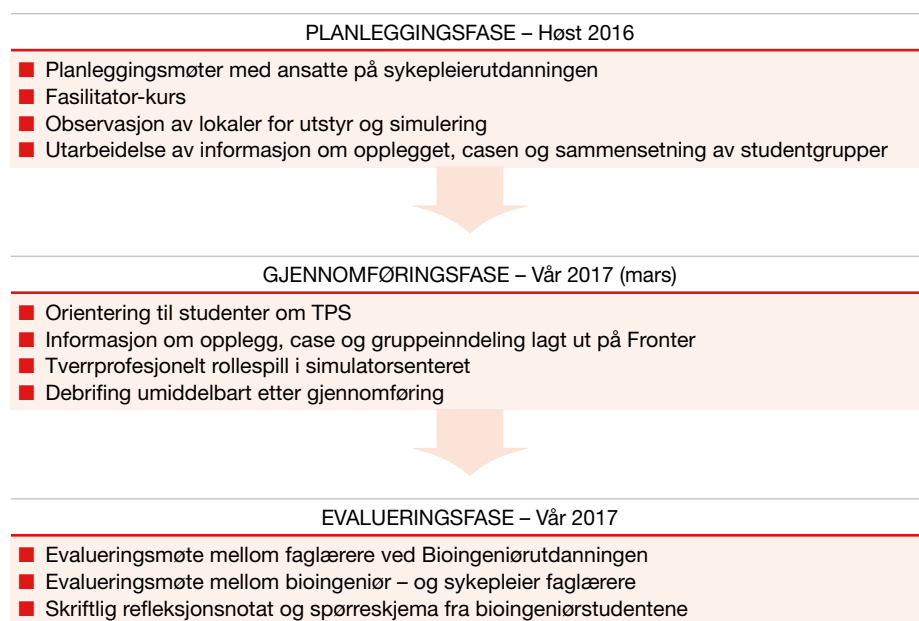 PLANLEGGINGSFASE – Høst 2016
■ Planleggingsmøter med ansatte på sykepleierutdanningen
■ Fasilitator-kurs
■ Observasjon av lokaler for utstyr og simulering
■ Utarbeidelse av informasjon om opplegget, casen og sammensetning av studentgrupper
GJENNOMFØRINGSFASE – Vår 2017 (mars)
■ Orientering til studenter om TPS
■ Informasjon om opplegg, case og gruppeinndeling lagt ut på Fronter
■ Tverrprofesjonelt rollespill i simulatorsenteret
■ Debrifing umiddelbart etter gjennomføring
EVALUERINGSFASE – Vår 2017
■ Evalueringsmøte mellom faglærere ved Bioingeniørutdanningen
■ Evalueringsmøte mellom bioingeniør – og sykepleier faglærere
■ Skriftlig refleksjonsnotat og spørreskjema fra bioingeniørstudentene